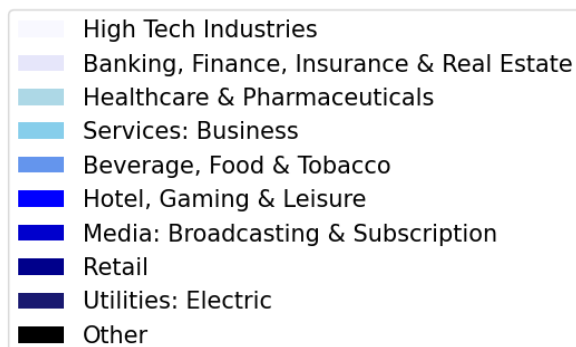 High Tech Industries
Banking, Finance, Insurance & Real Estate
Healthcare & Pharmaceuticals
Services: Business
Beverage, Food & Tobacco
Hotel, Gaming & Leisure
Media: Broadcasting & Subscription
Retail
Utilities: Electric
Other